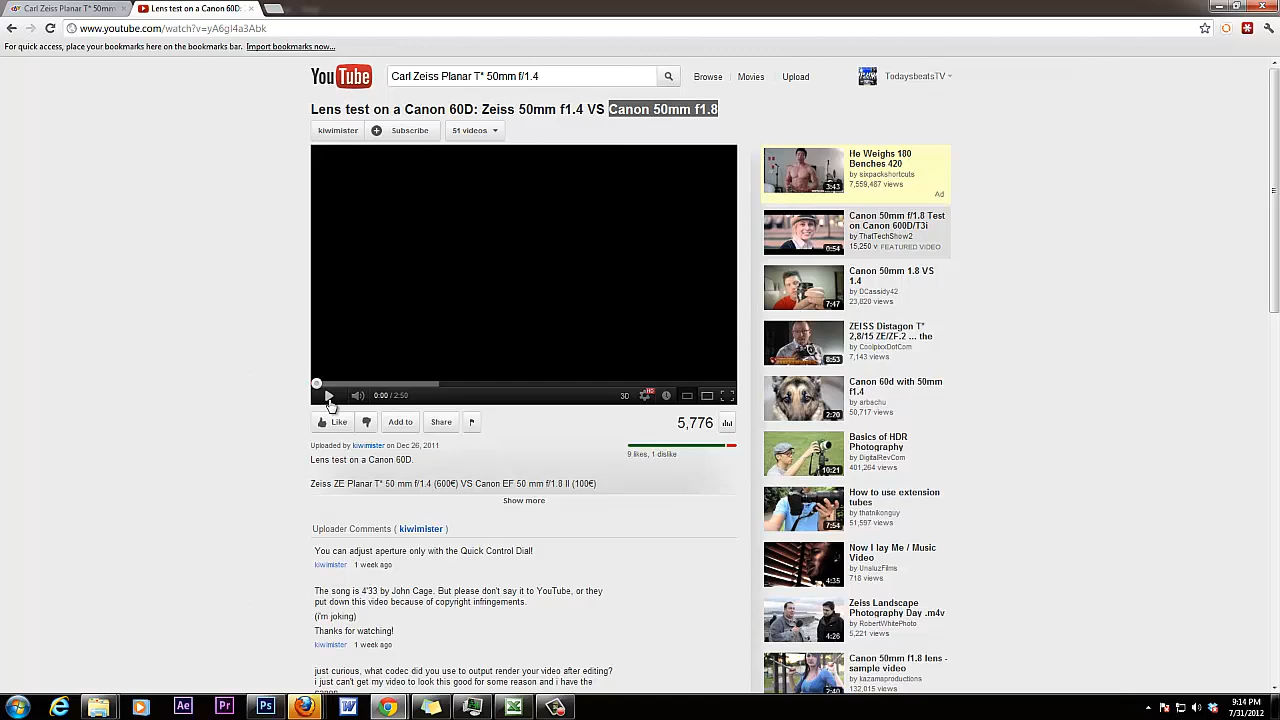 Carl Zeiss Planar T* 50mm
Lens test on a Canon 60D:
www.youtube.com/watch?v=yA6gI4a3Abk
For quick access, place your bookmarks here on the bookmarks bar. Import bookmarks now...
YouTube
Carl Zeiss Planar T* 50mm f/1.4
Browse
Movies
Upload
TodaysbeatsTV
Lens test on a Canon 60D: Zeiss 50mm f1.4 VS Canon 50mm f1.8
kiwimister
Subscribe
51 videos
0:00 / 2:50
3D
HD
Like
Add to
Share
5,776
Uploaded by kiwimister on Dec 26, 2011
9 likes, 1 dislike
Lens test on a Canon 60D.
Zeiss ZE Planar T* 50 mm f/1.4 (600€) VS Canon EF 50 mm f/1.8 II (100€)
Show more
Uploader Comments ( kiwimister )
You can adjust aperture only with the Quick Control Dial!
kiwimister 1 week ago
The song is 4'33 by John Cage. But please don't say it to YouTube, or they
put down this video because of copyright infringements.
(i'm joking)
Thanks for watching!
kiwimister 1 week ago
just curious, what codec did you use to output render your video after editing?
i just can't get my video to look this good for some reason and i have the
He Weighs 180
Benches 420
by sixpackshortcuts
7,559,487 views
Ad
3:43
Canon 50mm f/1.8 Test
on Canon 600D/T3i
by ThatTechShow2
15,250 v FEATURED VIDEO
0:54
Canon 50mm 1.8 VS
1.4
by DCassidy42
23,820 views
7:47
ZEISS Distagon T*
2,8/15 ZE/ZF.2 ... the
by CoolpixxDotCom
7,143 views
8:53
Canon 60d with 50mm
f1.4
by arbachu
50,717 views
2:20
Basics of HDR
Photography
by DigitalRevCom
401,264 views
10:21
How to use extension
tubes
by thatnikonguy
51,597 views
7:54
Now I lay Me / Music
Video
by UnaluzFilms
718 views
4:35
Zeiss Landscape
Photography Day .m4v
by RobertWhitePhoto
5,221 views
4:26
Canon 50mm f1.8 lens -
sample video
by kazamaproductions
132,015 views
2:40
Ae
Pr
Ps
W
9:14 PM
7/31/2012